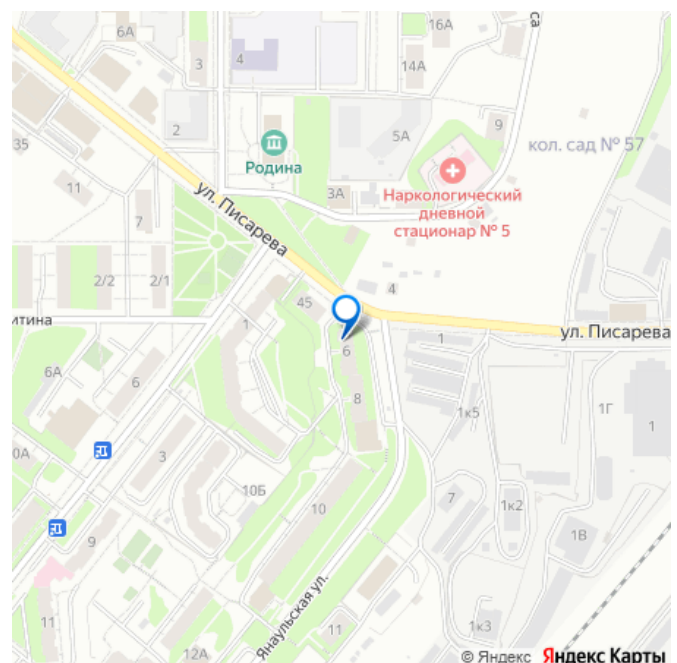 6А
16А
са
3
4
14А
2
5А
9
35
кол. сад № 57
Родина
11
3А
Наркологический
дневной
стационар № 5
7
ул. Писарева
2/2
2/1
4
45
итина
1
ул. Писарева
6
1
6А
6
8
1к5
1Г
1
0А
3
10Б
10
7
1к2
9
1В
Янаульская ул.
11
12А
11
1к3
© Яндекс Яндекс Карты